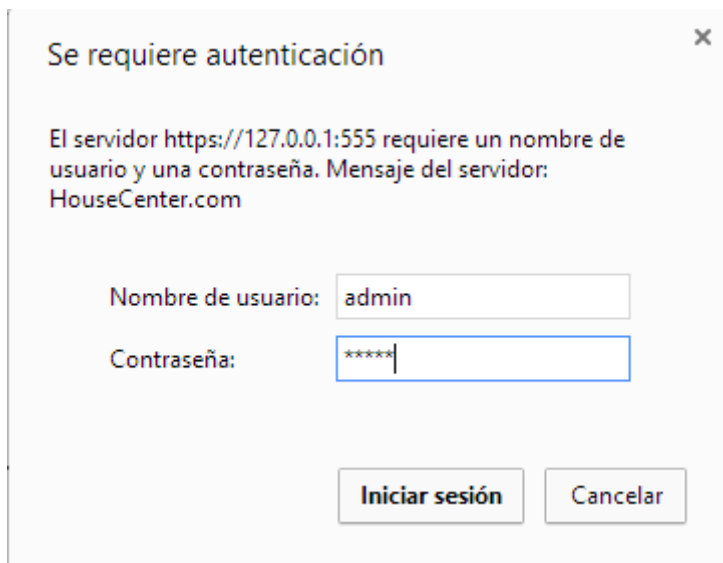 Se requiere autenticación
El servidor https://127.0.0.1:555 requiere un nombre de
usuario y una contraseña. Mensaje del servidor:
HouseCenter.com
Nombre de usuario: admin
Contraseña: *****
Iniciar sesión Cancelar